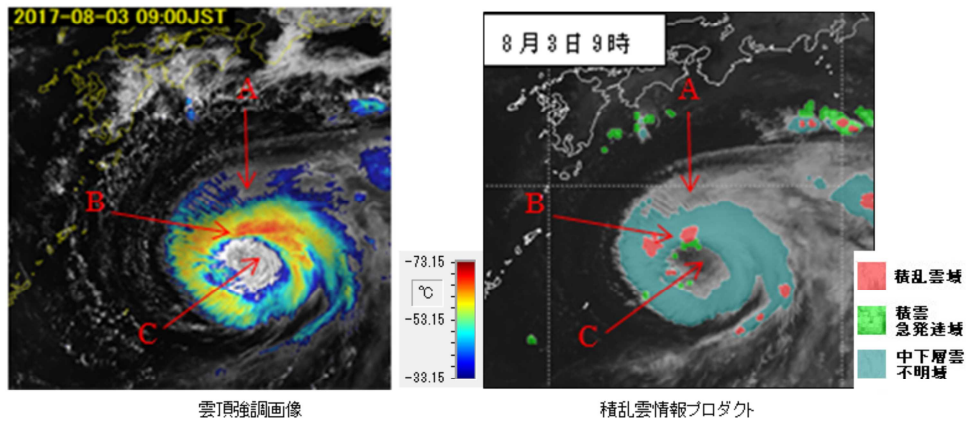 2017-08-03 09:00JST
A
B
C
-73.15
℃
-53.15
-33.15
雲頂強調画像
8月3日9時
A
B
C
積乱雲域
積雲
急発達域
中下層雲
不明域
積乱雲情報プロダクト